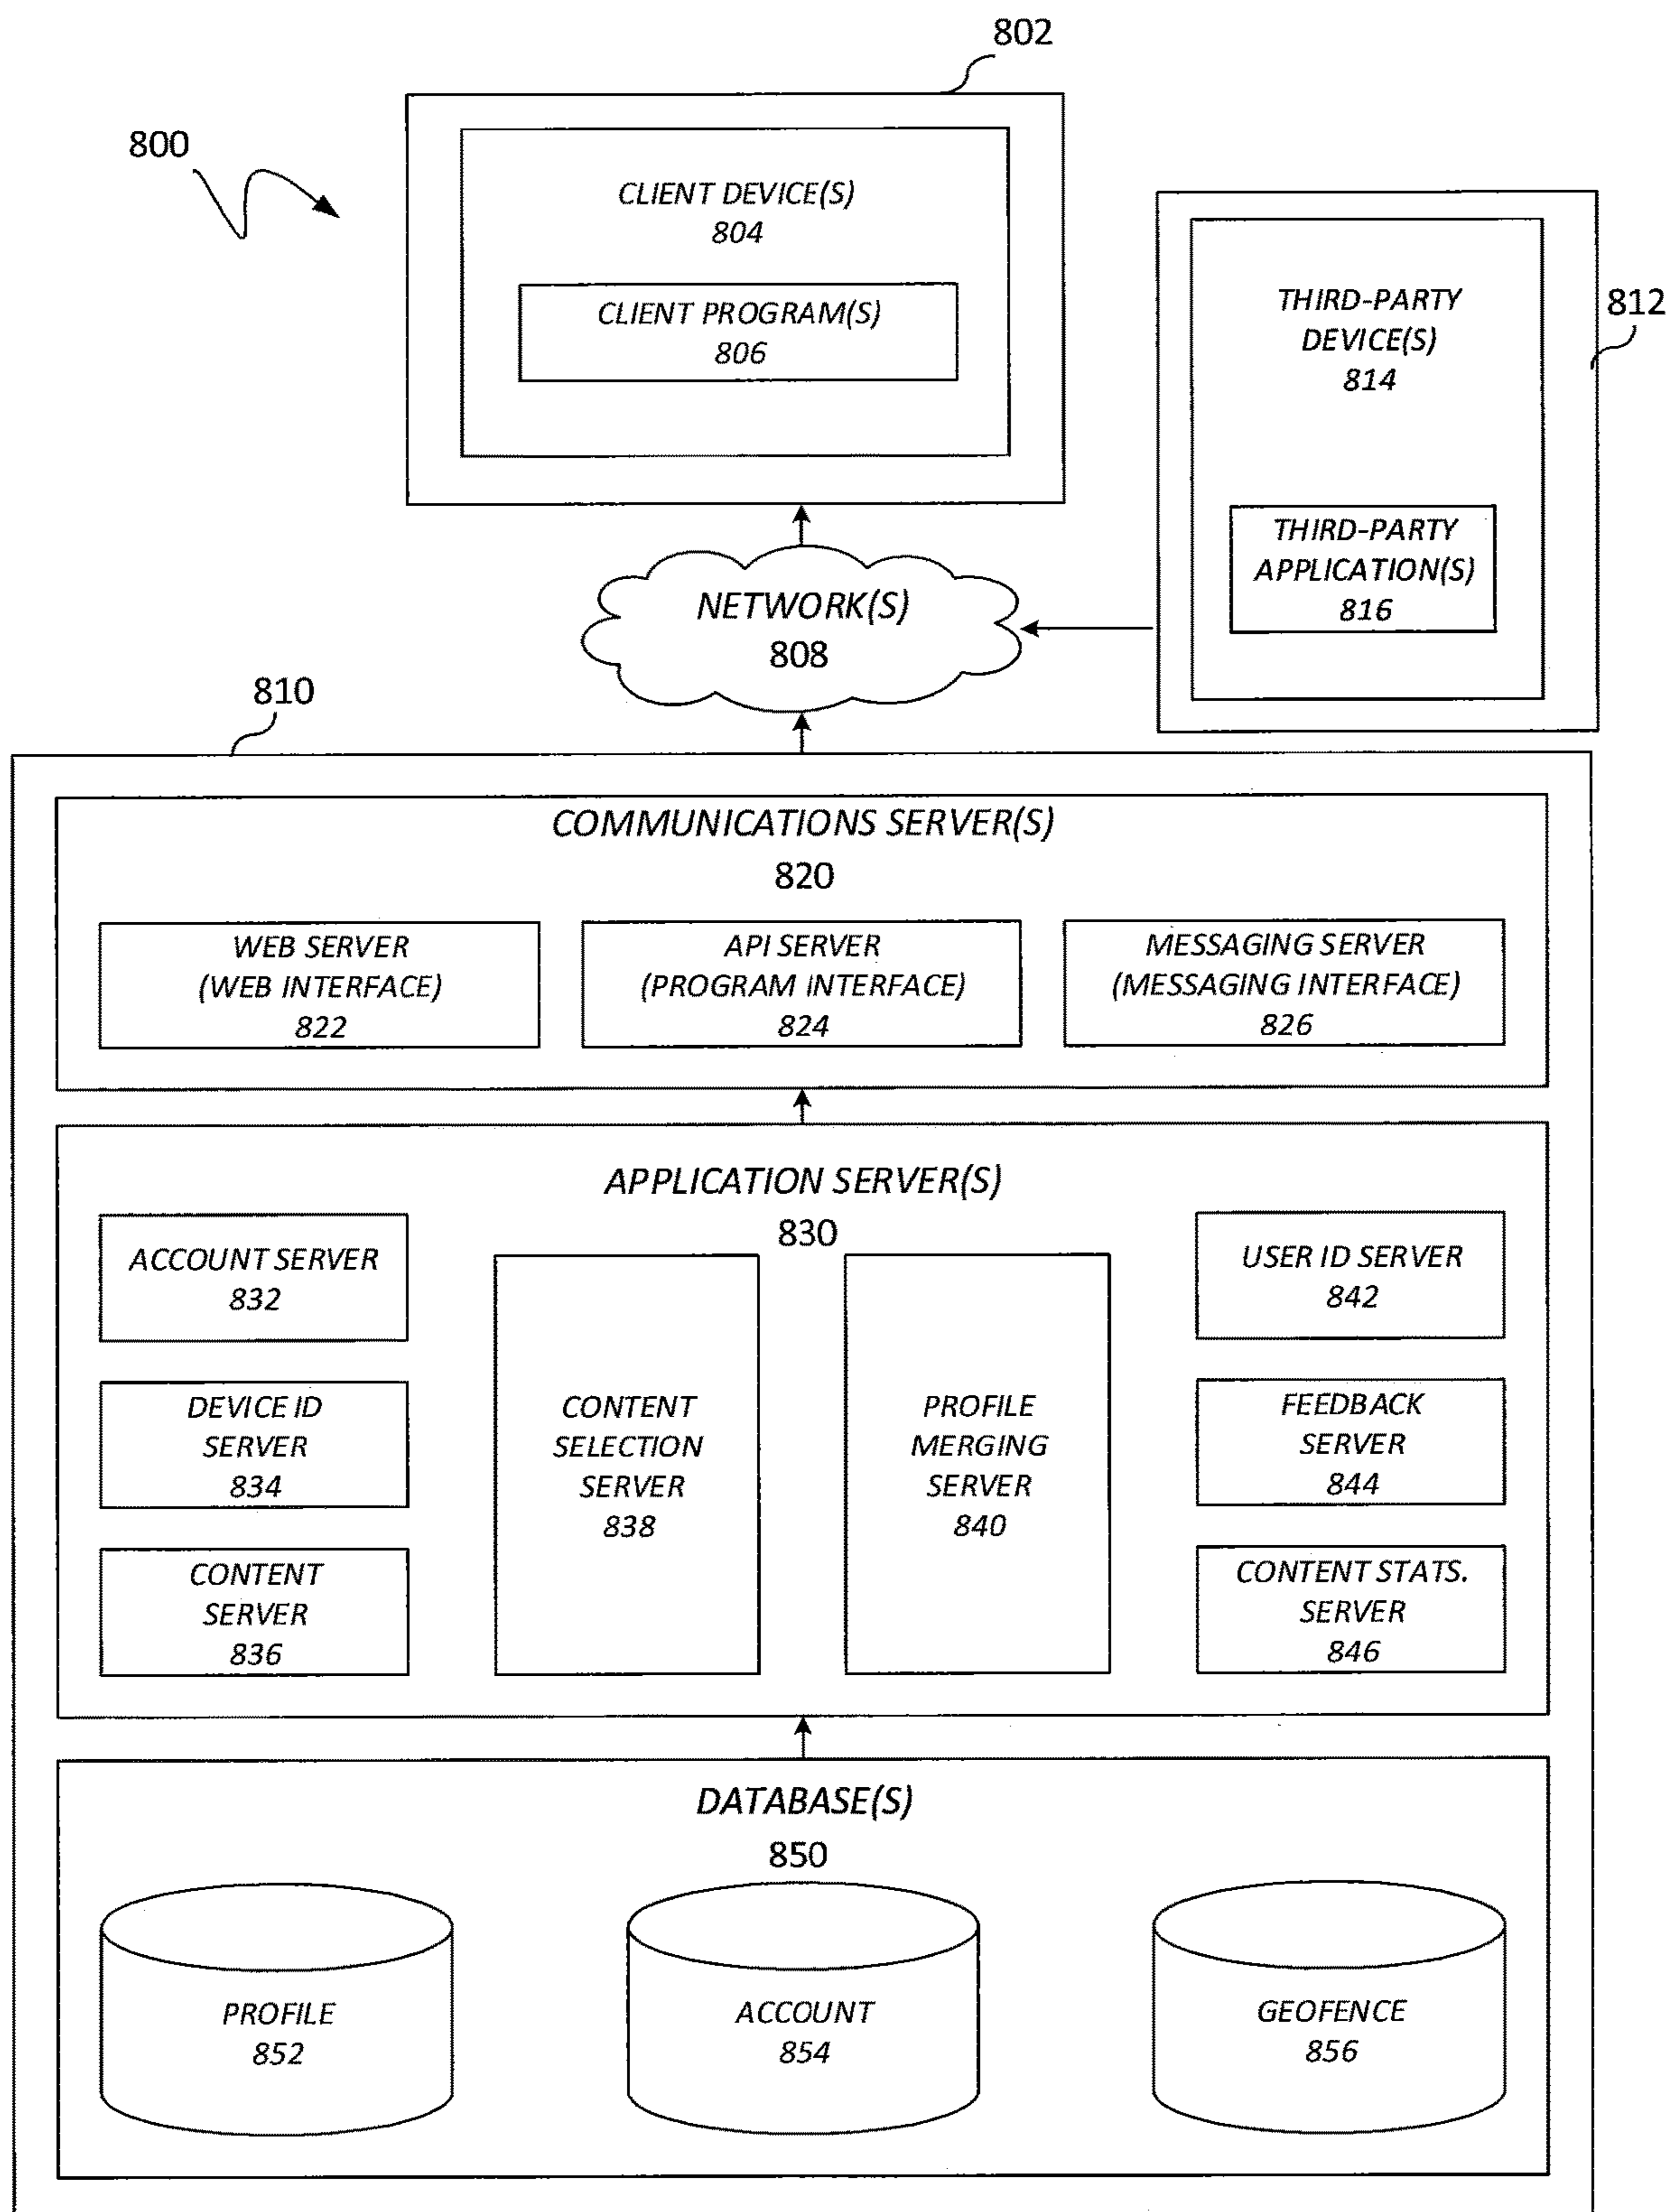 802
800
CLIENT DEVICE(S)
804
CLIENT PROGRAM(S)
806
812
THIRD-PARTY
DEVICE(S)
814
THIRD-PARTY
APPLICATION(S)
816
NETWORK(S)
808
810
COMMUNICATIONS SERVER(S)
820
WEB SERVER
(WEB INTERFACE)
822
API SERVER
(PROGRAM INTERFACE)
824
MESSAGING SERVER
(MESSAGING INTERFACE)
826
APPLICATION SERVER(S)
830
ACCOUNT SERVER
832
DEVICE ID
SERVER
834
CONTENT
SERVER
836
CONTENT
SELECTION
SERVER
838
PROFILE
MERGING
SERVER
840
USER ID SERVER
842
FEEDBACK
SERVER
844
CONTENT STATS.
SERVER
846
DATABASE(S)
850
PROFILE
852
ACCOUNT
854
GEOFENCE
856